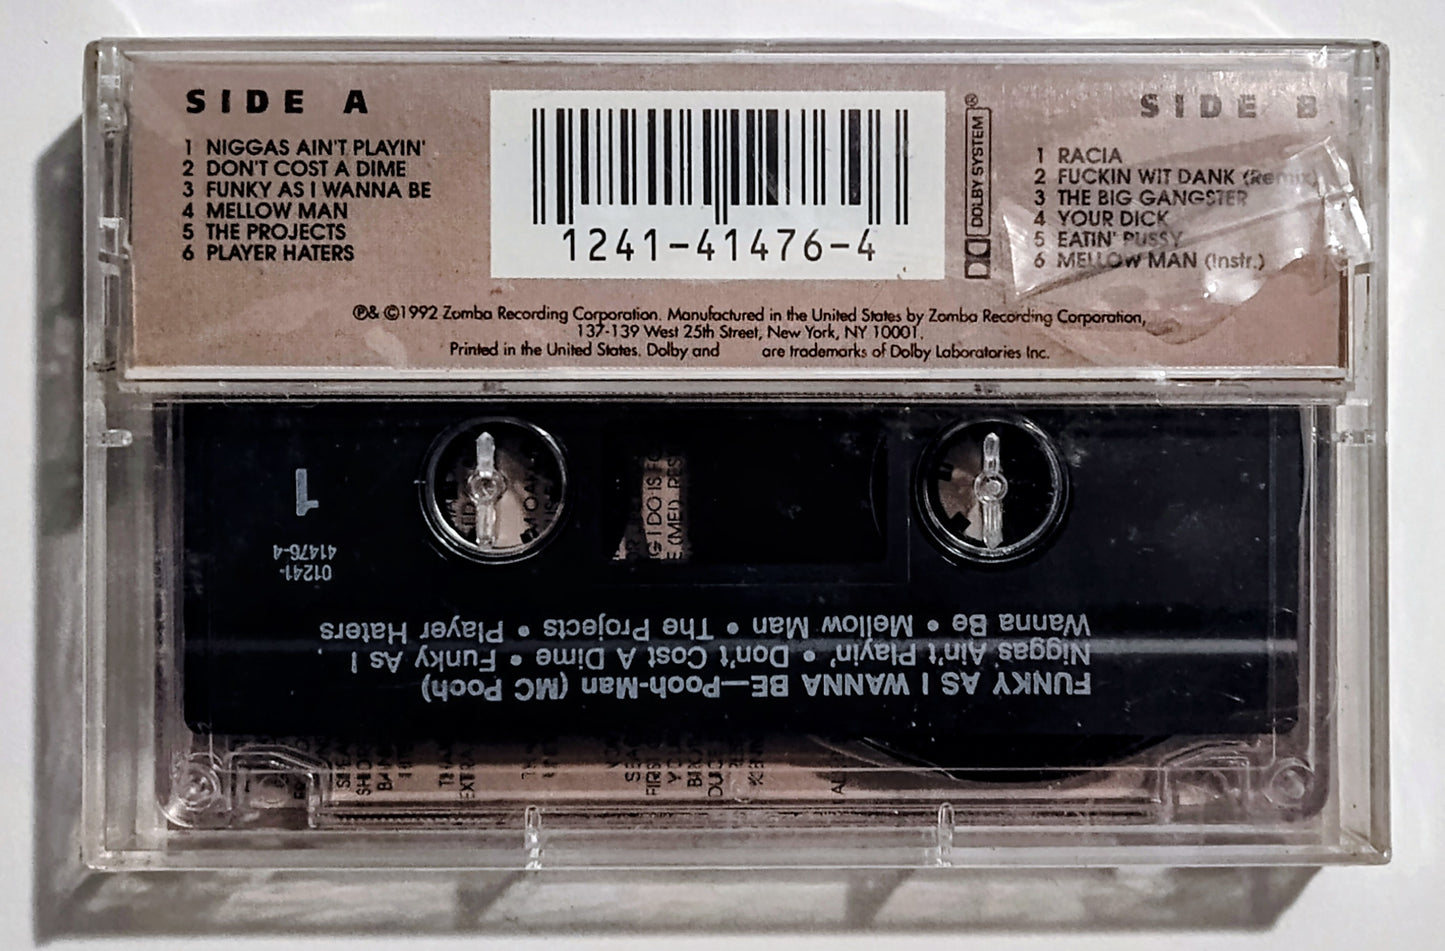 SIDE A
1 NIGGAS AIN'T PLAYIN'
2 DON'T COST A DIME
3 FUNKY AS I WANNA BE
4 MELLOW MAN
5 THE PROJECTS
6 PLAYER HATERS
1241-41476-4
DOLBY SYSTEM®
SIDE B
1 RACIA
2 FUCKIN WIT DANK (Remix)
3 THE BIG GANGSTER
4 YOUR DICK
5 EATIN' PUSSY
6 MELLOW MAN (Instr.)
℗& ©1992 Zomba Recording Corporation. Manufactured in the United States by Zomba Recording Corporation,
137-139 West 25th Street, New York, NY 10001.
Printed in the United States. Dolby and are trademarks of Dolby Laboratories Inc.
FUNKY AS I WANNA BE—Pooh-Man (MC Pooh)
Niggas Ain't Playin' • Don't Cost A Dime • Funky As I
Wanna Be • Mellow Man • The Projects • Player Haters
01241-
41476-4
1
G I DO IS
E (MED, RES